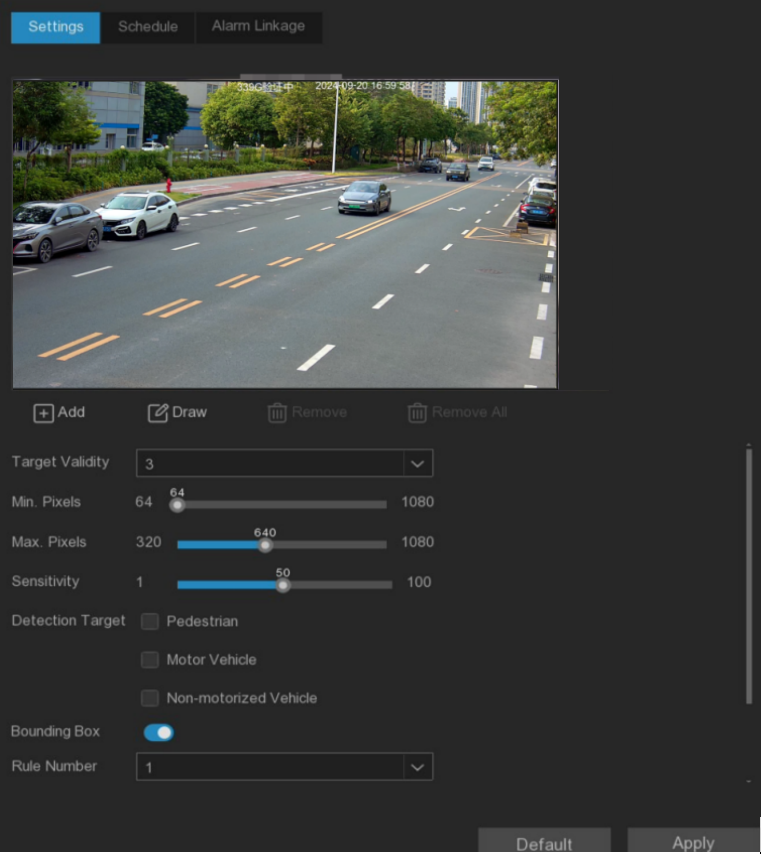 Settings Schedule Alarm Linkage
2024-09-20 16:59:58
Add Draw Remove Remove All
Target Validity 3
64
Min. Pixels 64 1080
640
Max. Pixels 320 1080
50
Sensitivity 1 100
Detection Target Pedestrian
Motor Vehicle
Non-motorized Vehicle
Bounding Box
Rule Number 1
Default Apply